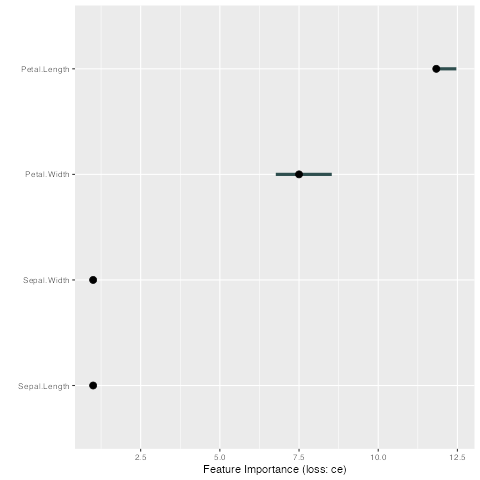 Petal.Length
Petal.Width
Sepal.Width
Sepal.Length
2.5 5.0 7.5 10.0 12.5
Feature Importance (loss: ce)